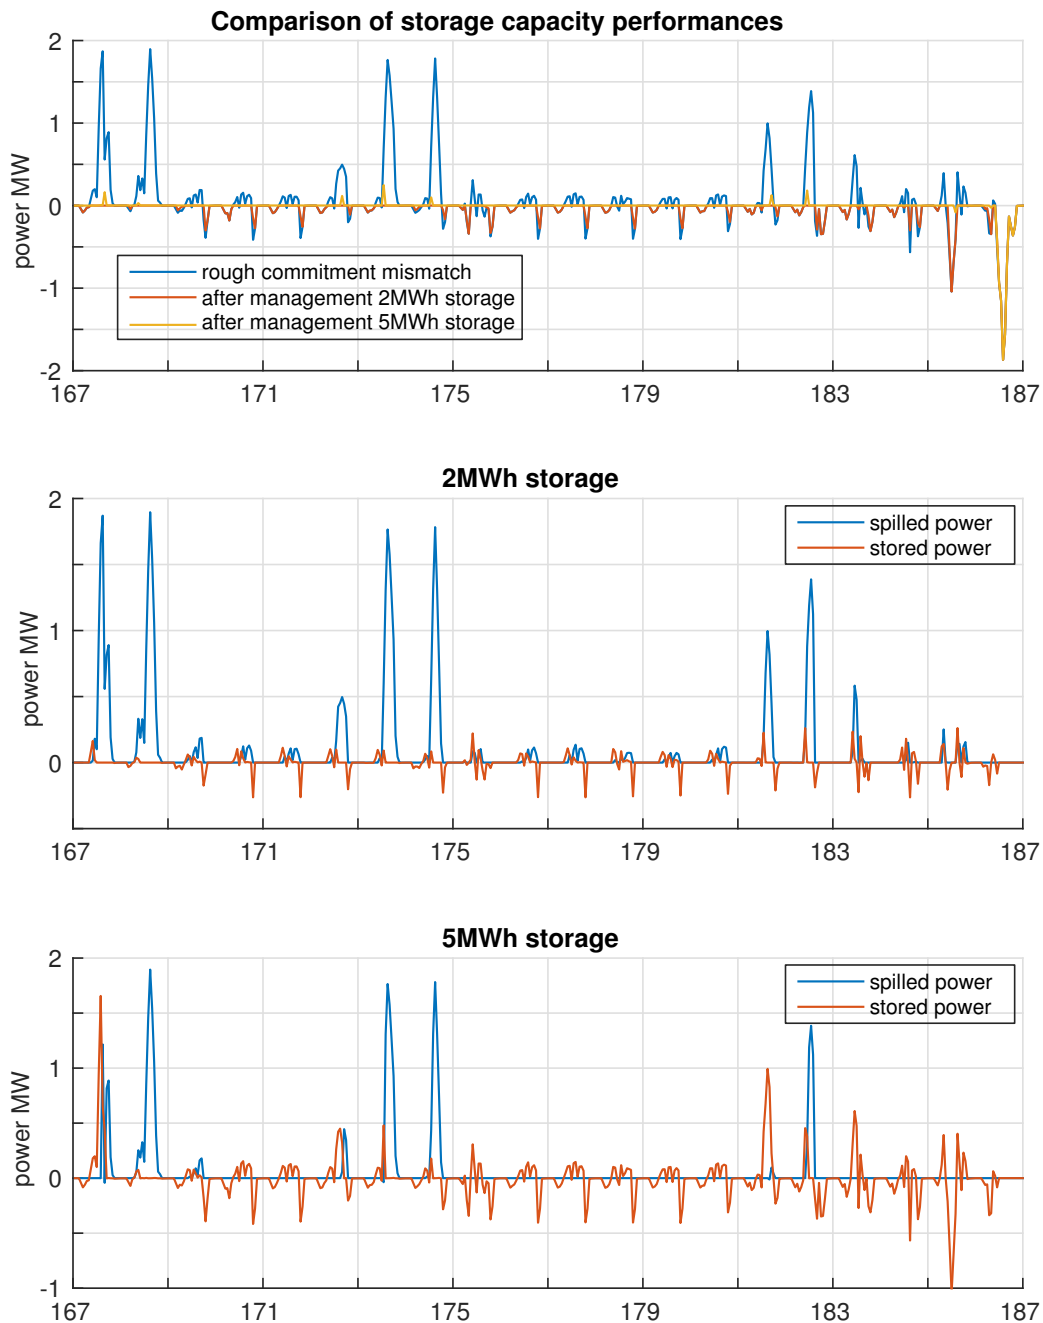 Comparison of storage capacity performances
2
1
0
-1
-2
power MW
rough commitment mismatch
after management 2MWh storage
after management 5MWh storage
167 171 175 179 183 187
2MWh storage
2
1
0
power MW
spilled power
stored power
167 171 175 179 183 187
5MWh storage
2
1
0
-1
power MW
spilled power
stored power
167 171 175 179 183 187